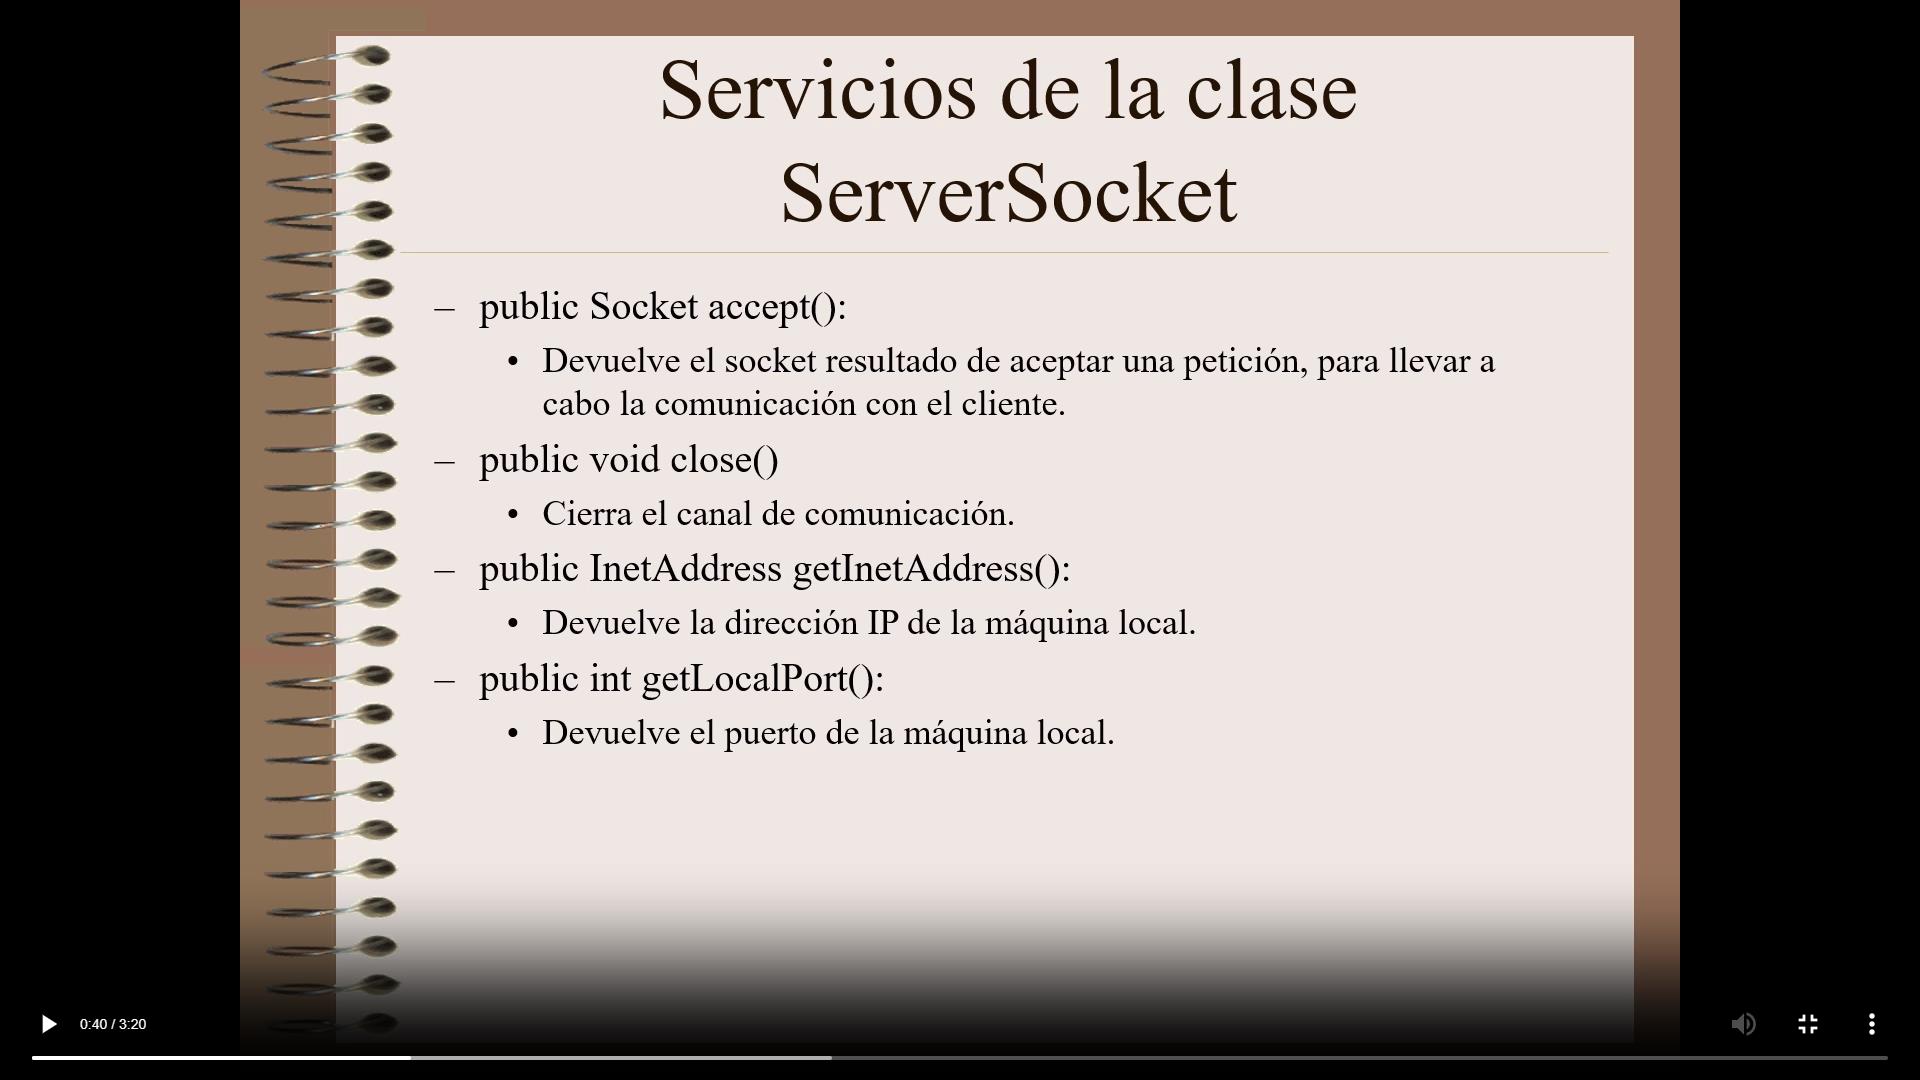 Servicios de la clase
ServerSocket
– public Socket accept():
• Devuelve el socket resultado de aceptar una petición, para llevar a
cabo la comunicación con el cliente.
– public void close()
• Cierra el canal de comunicación.
– public InetAddress getInetAddress():
• Devuelve la dirección IP de la máquina local.
– public int getLocalPort():
• Devuelve el puerto de la máquina local.
0:40 / 3:20